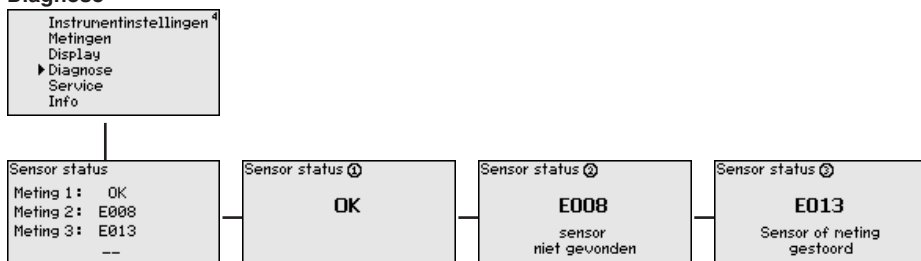 Diagnose
Instrumentinstellingen 4
Metingen
Display
Diagnose
Service
Info
Sensor status
Meting 1: OK
Meting 2: E008
Meting 3: E013
--
Sensor status ①
OK
Sensor status ②
E008
sensor
niet gevonden
Sensor status ③
E013
Sensor of meting
gestoord